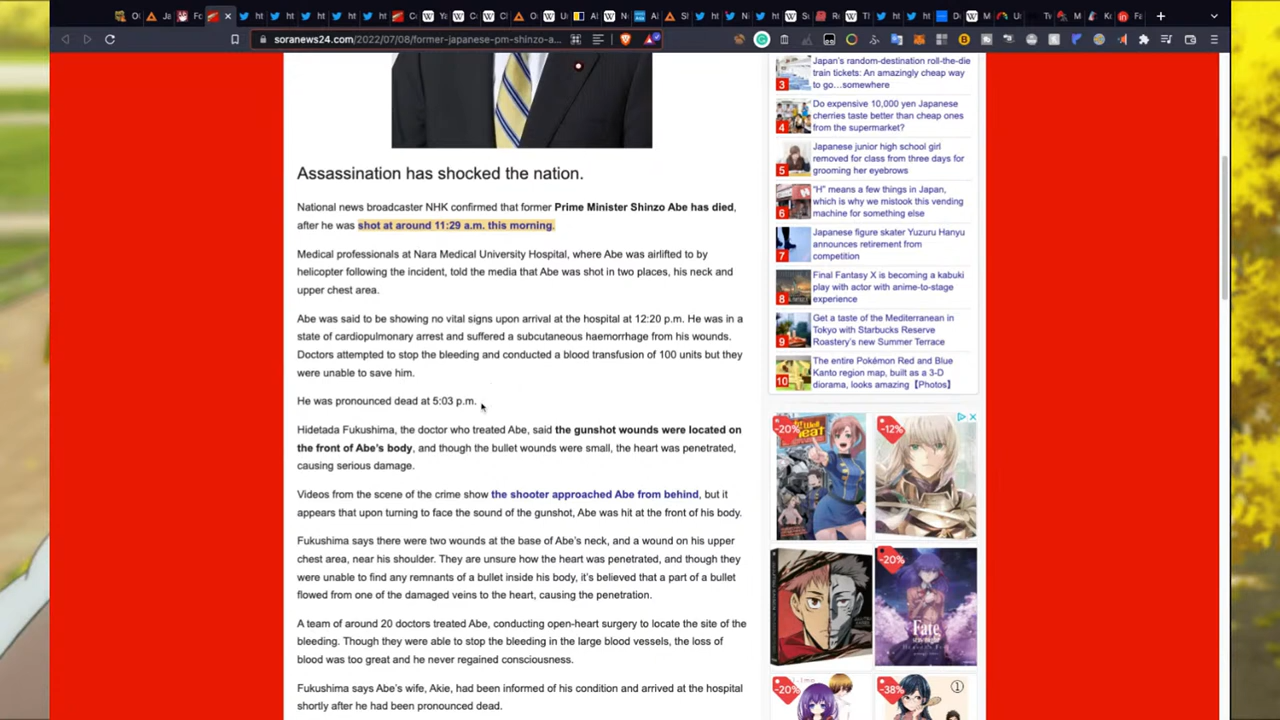 soranews24.com/2022/07/08/former-japanese-pm-shinzo-a...
Assassination has shocked the nation.
National news broadcaster NHK confirmed that former Prime Minister Shinzo Abe has died,
after he was shot at around 11:29 a.m. this morning.
Medical professionals at Nara Medical University Hospital, where Abe was airlifted to by
helicopter following the incident, told the media that Abe was shot in two places, his neck and
upper chest area.
Abe was said to be showing no vital signs upon arrival at the hospital at 12:20 p.m. He was in a
state of cardiopulmonary arrest and suffered a subcutaneous haemorrhage from his wounds.
Doctors attempted to stop the bleeding and conducted a blood transfusion of 100 units but they
were unable to save him.
He was pronounced dead at 5:03 p.m.
Hidetada Fukushima, the doctor who treated Abe, said the gunshot wounds were located on
the front of Abe's body, and though the bullet wounds were small, the heart was penetrated,
causing serious damage.
Videos from the scene of the crime show the shooter approached Abe from behind, but it
appears that upon turning to face the sound of the gunshot, Abe was hit at the front of his body.
Fukushima says there were two wounds at the base of Abe's neck, and a wound on his upper
chest area, near his shoulder. They are unsure how the heart was penetrated, and though they
were unable to find any remnants of a bullet inside his body, it's believed that a part of a bullet
flowed from one of the damaged veins to the heart, causing the penetration.
A team of around 20 doctors treated Abe, conducting open-heart surgery to locate the site of the
bleeding. Though they were able to stop the bleeding in the large blood vessels, the loss of
blood was too great and he never regained consciousness.
Fukushima says Abe's wife, Akie, had been informed of his condition and arrived at the hospital
shortly after he had been pronounced dead.
3
Japan's random-destination roll-the-die
train tickets: An amazingly cheap way
to go…somewhere
4
Do expensive 10,000 yen Japanese
cherries taste better than cheap ones
from the supermarket?
5
Japanese junior high school girl
removed for class from three days for
grooming her eyebrows
6
"H" means a few things in Japan,
which is why we mistook this vending
machine for something else
7
Japanese figure skater Yuzuru Hanyu
announces retirement from
competition
8
Final Fantasy X is becoming a kabuki
play with actor with anime-to-stage
experience
9
Get a taste of the Mediterranean in
Tokyo with Starbucks Reserve
Roastery's new Summer Terrace
10
The entire Pokémon Red and Blue
Kanto region map, built as a 3-D
diorama, looks amazing【Photos】
-20%
-12%
-20%
Fate
-20%
-38%
①